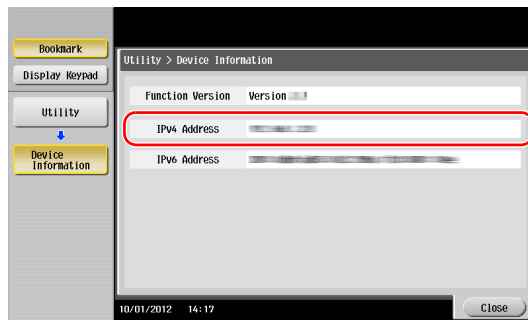 Bookmark
Display Keypad
Utility
Device
Information
Utility > Device Information
Function Version Version
IPv4 Address
IPv6 Address
10/01/2012 14:17
Close